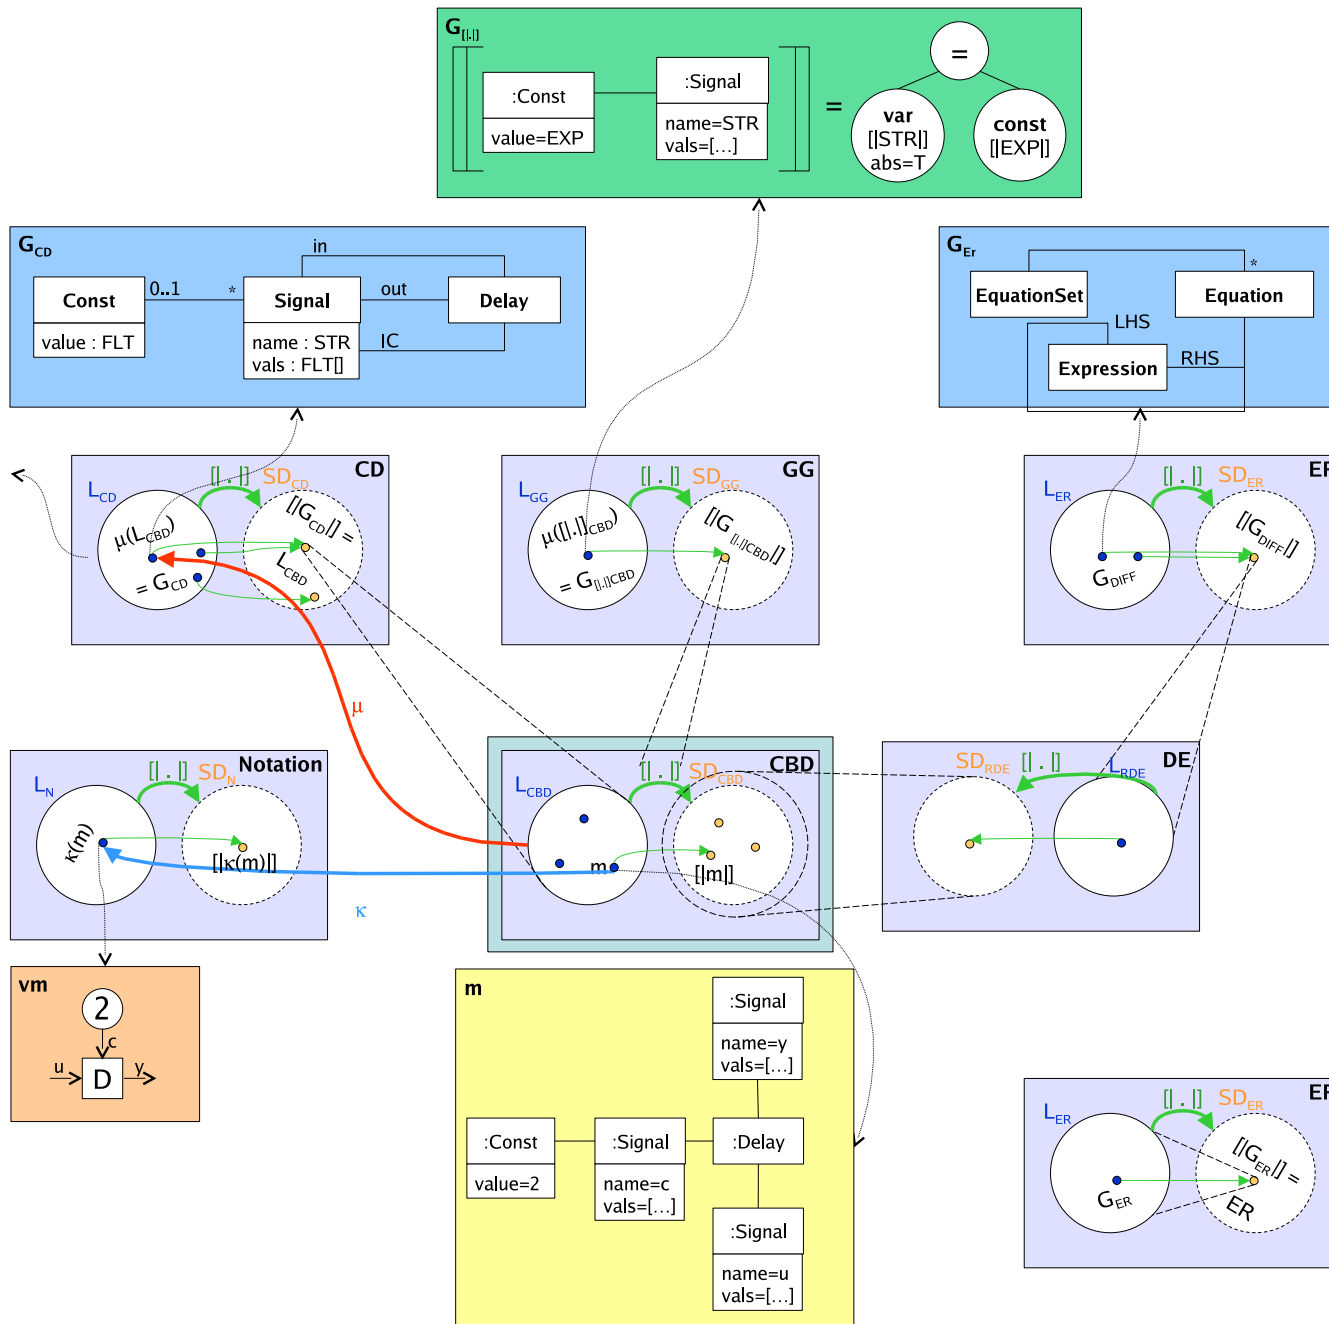 G[|.|]
=
:Const
value=EXP
:Signal
name=STR
vals=[...]
=
var
[|STR|]
abs=T
const
[|EXP|]
GCD
in
Const
value : FLT
0..1
*
Signal
name : STR
vals : FLT[]
out
IC
Delay
GEr
*
EquationSet
Equation
LHS
RHS
Expression
CD
LCD
[| . |]
SDCD
μ(LCBD)
= GCD
[|GCD|] =
LCBD
GG
LGG
[| . |]
SDGG
μ([|.|]CBD)
= G[|.|]CBD
[|G[|.|]CBD|]
ER
LER
[| . |]
SDER
GDIFF
[|GDIFF|]
μ
Notation
LN
[| . |]
SDN
κ(m)
[|κ(m)|]
κ
CBD
LCBD
[| . |]
SDCBD
m
[|m|]
DE
SDRDE
[| . |]
LRDE
vm
2
c
u
D
y
m
:Signal
name=y
vals=[...]
:Const
value=2
:Signal
name=c
vals=[...]
:Delay
:Signal
name=u
vals=[...]
LER
[| . |]
SDER
GER
[|GER|] =
ER